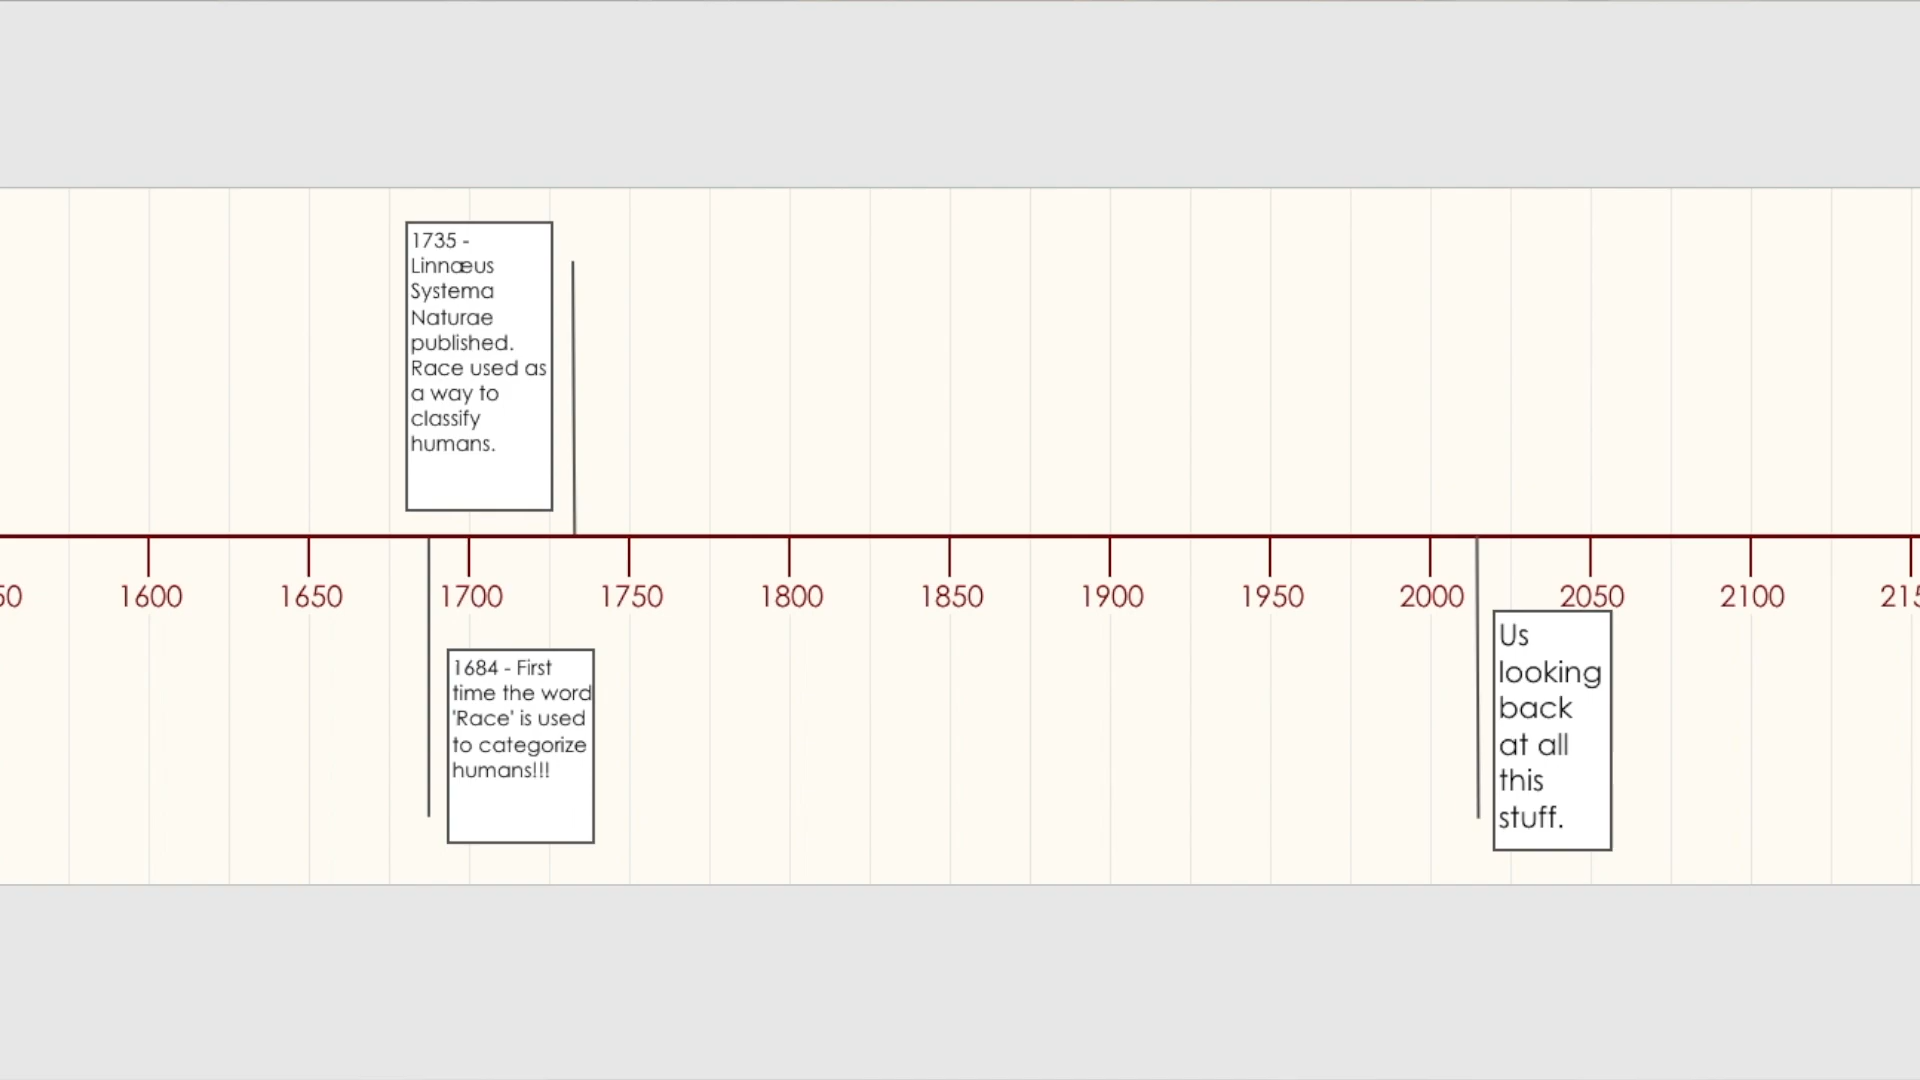 1735 -
Linnæus
Systema
Naturae
published.
Race used as
a way to
classify
humans.
50 1600 1650 1700 1750 1800 1850 1900 1950 2000 2050 2100 215
1684 - First
time the word
'Race' is used
to categorize
humans!!!
Us
looking
back
at all
this
stuff.